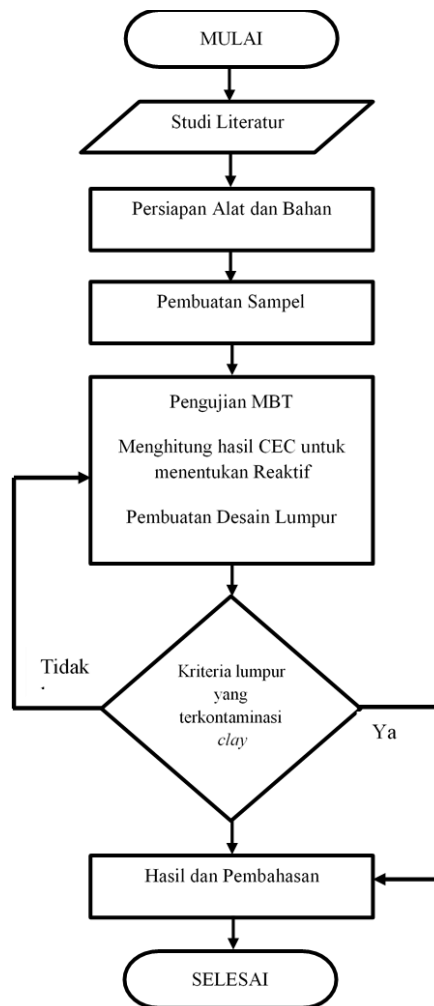 MULAI
Studi Literatur
Persiapan Alat dan Bahan
Pembuatan Sampel
Pengujian MBT
Menghitung hasil CEC untuk
menentukan Reaktif
Pembuatan Desain Lumpur
Tidak
.
Kriteria lumpur
yang
terkontaminasi
clay
Ya
Hasil dan Pembahasan
SELESAI